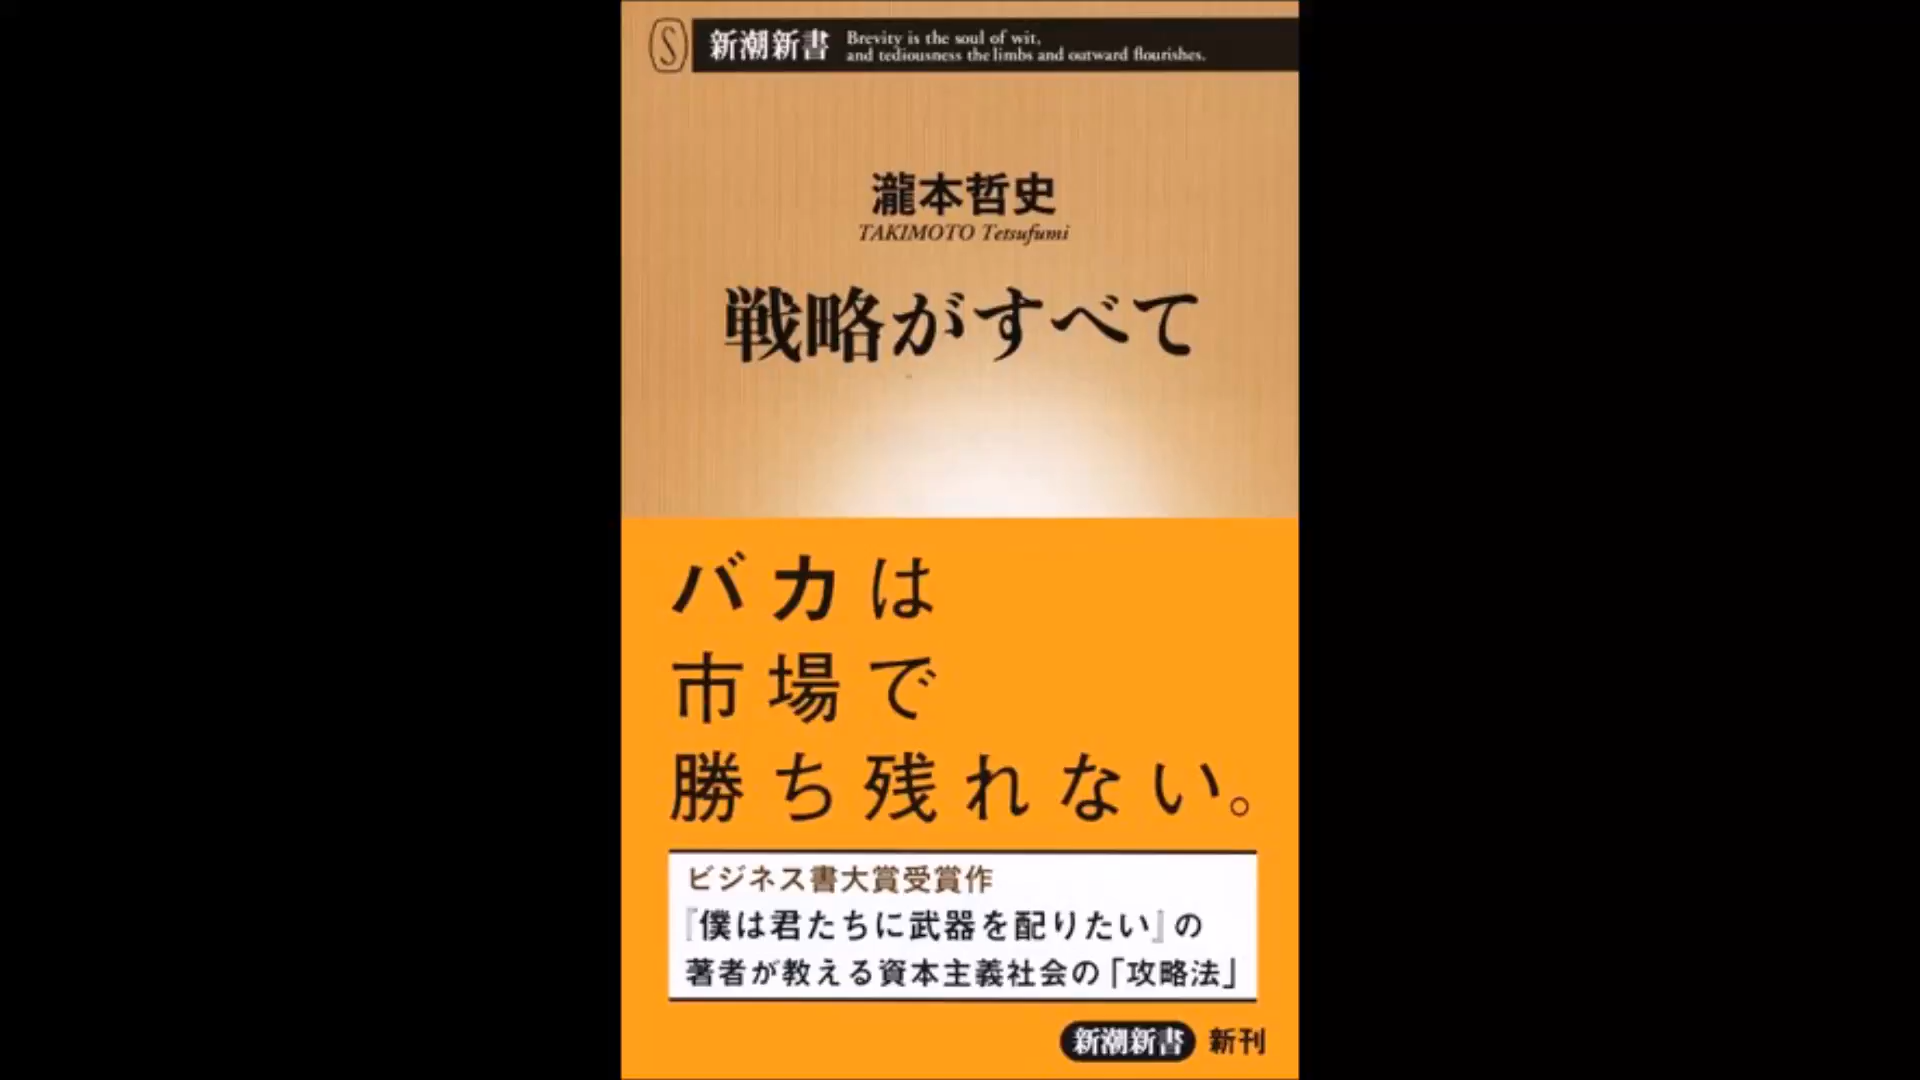 新潮新書
Brevity is the soul of wit,
and tediousness the limbs and outward flourishes.
瀧本哲史
TAKIMOTO Tetsufumi
戦略がすべて
バカは
市場で
勝ち残れない。
ビジネス書大賞受賞作
『僕は君たちに武器を配りたい』の
著者が教える資本主義社会の「攻略法」
新潮新書 新刊